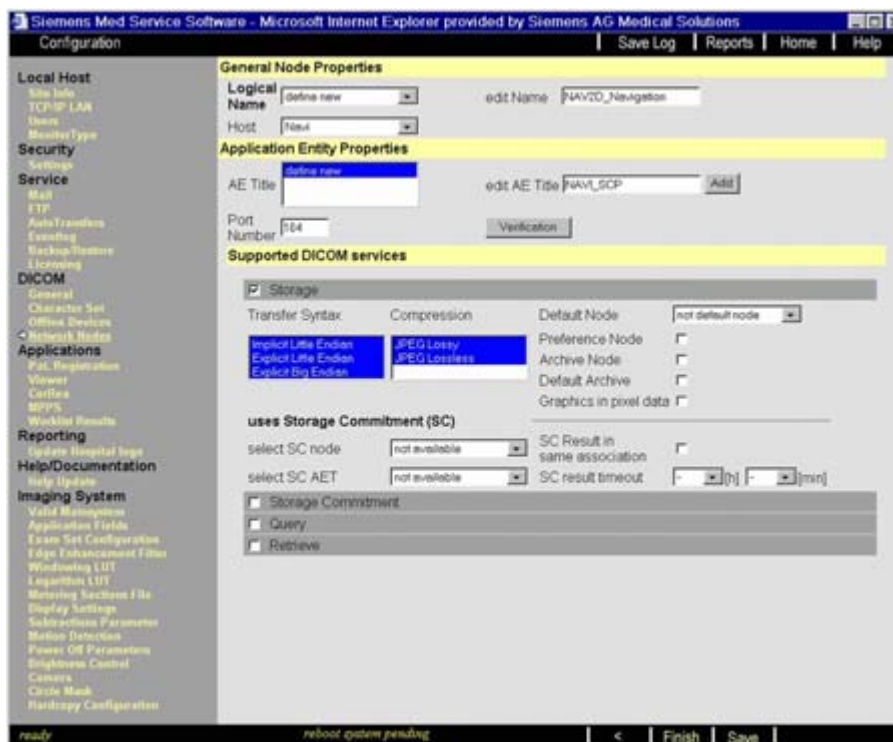 Siemens Med Service Software - Microsoft Internet Explorer provided by Siemens AG Medical Solutions
Configuration
Save Log
Reports
Home
Help
Local Host
Site Info
TCP/IP LAN
Users
MonitorType
Security
Settings
Service
Mail
FTP
AutoTransfers
Eventlog
Backup/Restore
Licensing
DICOM
General
Character Set
Offline Devices
Network Nodes
Applications
Pat. Registration
Viewer
CorRea
MPPS
Worklist Results
Reporting
Update Hospital logo
Help/Documentation
Help Update
Imaging System
Valid Mainsystem
Application Fields
Exam Set Configuration
Edge Enhancement Filter
Windowing LUT
Logarithm LUT
Metering Sections File
Display Settings
Subtractions Parameter
Motion Detection
Power Off Parameters
Brightness Control
Camera
Circle Mask
Hardcopy Configuration
General Node Properties
Logical Name
define new
edit Name
NAV2D_Navigation
Host
Navi
Application Entity Properties
AE Title
define new
edit AE Title
NAVI_SCP
Add
Port Number
104
Verification
Supported DICOM services
Storage
Transfer Syntax
Compression
Default Node
not default node
Implicit Little Endian
Explicit Little Endian
Explicit Big Endian
JPEG Lossy
JPEG Lossless
Preference Node
Archive Node
Default Archive
Graphics in pixel data
uses Storage Commitment (SC)
select SC node
not available
SC Result in same association
select SC AET
not available
SC result timeout
- [h] - [min]
Storage Commitment
Query
Retrieve
ready
reboot system pending
<
Finish
Save